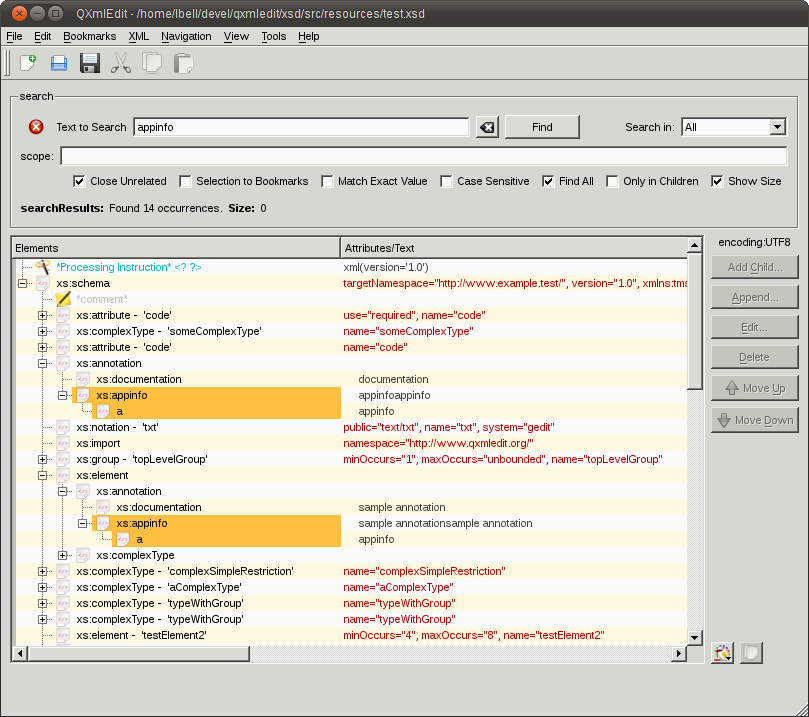 QXmlEdit - /home/lbell/devel/qxmledit/xsd/src/resources/test.xsd
File Edit Bookmarks XML Navigation View Tools Help
search
Text to Search appinfo Find Search in: All
scope:
Close Unrelated Selection to Bookmarks Match Exact Value Case Sensitive Find All Only in Children Show Size
searchResults: Found 14 occurrences. Size: 0
Elements Attributes/Text
encoding:UTF8
*Processing Instruction* <? ?> xml(version='1.0')
xs:schema targetNamespace="http://www.example.test/", version="1.0", xmlns:tms
*comment*
xs:attribute - 'code' use="required", name="code"
xs:complexType - 'someComplexType' name="someComplexType"
xs:attribute - 'code' name="code"
xs:annotation
xs:documentation documentation
xs:appinfo appinfoappinfo
a appinfo
xs:notation - 'txt' public="text/txt", name="txt", system="gedit"
xs:import namespace="http://www.qxmledit.org/"
xs:group - 'topLevelGroup' minOccurs="1", maxOccurs="unbounded", name="topLevelGroup"
xs:element
xs:annotation
xs:documentation sample annotation
xs:appinfo sample annotationsample annotation
a appinfo
xs:complexType
xs:complexType - 'complexSimpleRestriction' name="complexSimpleRestriction"
xs:complexType - 'aComplexType' name="aComplexType"
xs:complexType - 'typeWithGroup' name="typeWithGroup"
xs:complexType - 'typeWithGroup' name="typeWithGroup"
xs:element - 'testElement2' minOccurs="4", maxOccurs="8", name="testElement2"
Add Child...
Append...
Edit...
Delete
Move Up
Move Down